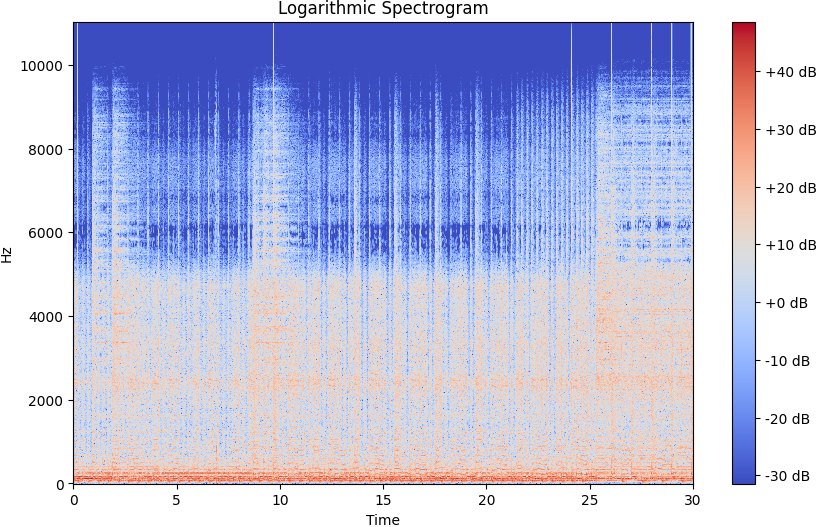 Logarithmic Spectrogram
Hz
10000
8000
6000
4000
2000
0
0 5 10 15 20 25 30
Time
+40 dB
+30 dB
+20 dB
+10 dB
+0 dB
-10 dB
-20 dB
-30 dB